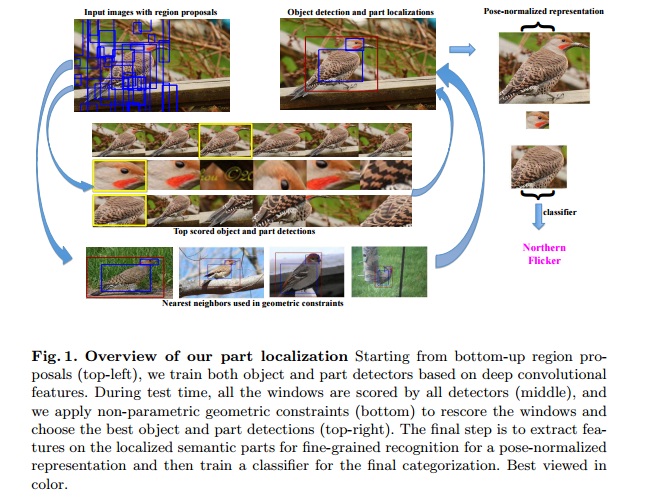 Input images with region proposals
Object detection and part localizations
Pose-normalized representation
Top scored object and part detections
classifier
Northern
Flicker
Nearest neighbors used in geometric constraints
Fig. 1. Overview of our part localization Starting from bottom-up region pro-
posals (top-left), we train both object and part detectors based on deep convolutional
features. During test time, all the windows are scored by all detectors (middle), and
we apply non-parametric geometric constraints (bottom) to rescore the windows and
choose the best object and part detections (top-right). The final step is to extract fea-
tures on the localized semantic parts for fine-grained recognition for a pose-normalized
representation and then train a classifier for the final categorization. Best viewed in
color.